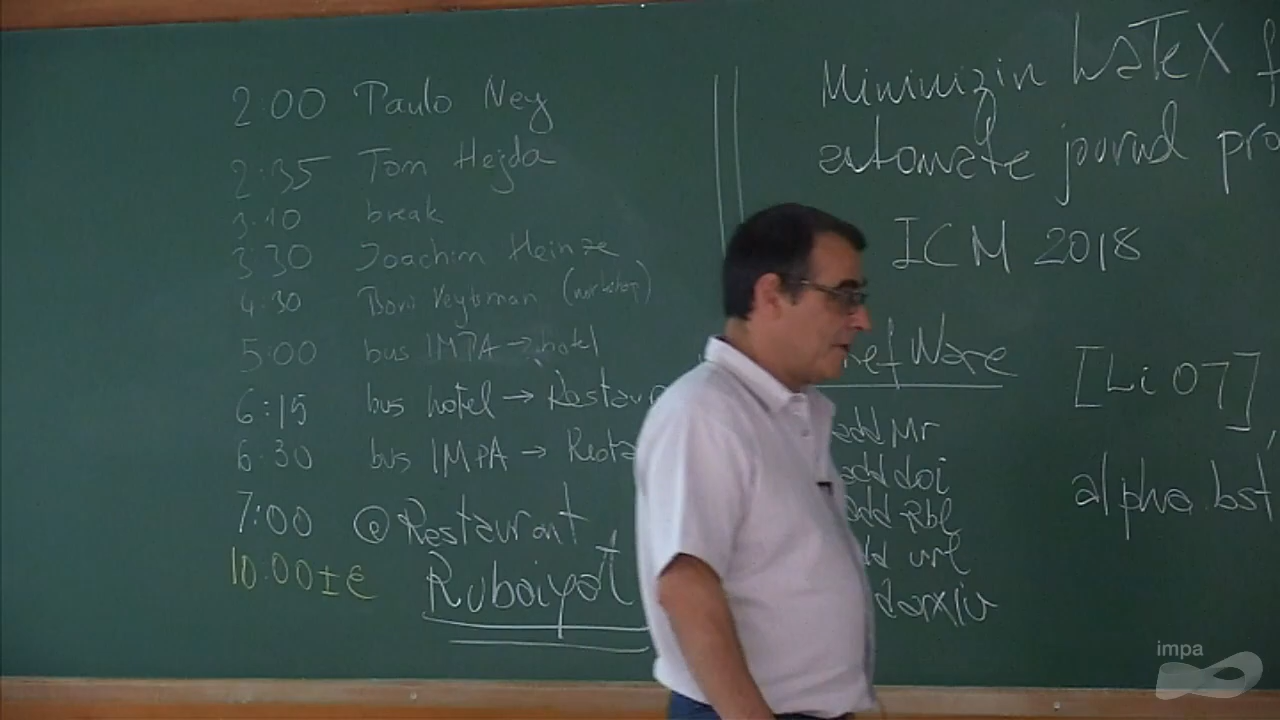 2:00 Paulo Ney
2:35 Tom Hejda
3:10 break
3:30 Joachim Heinze
4:30 Boris Veytsman (workshop)
5:00 bus IMPA → hotel
6:15 bus hotel → Restaur
6:30 bus IMPA → Resta
7:00 @ Restaurant
10:00 ± ε Rubaiyat
Minimizin LaTeX f
automate journal pro
ICM 2018
refWare
add MR
add doi
add Zbl
dd url
d arxiv
[Li 07]
alpha.bst
impa